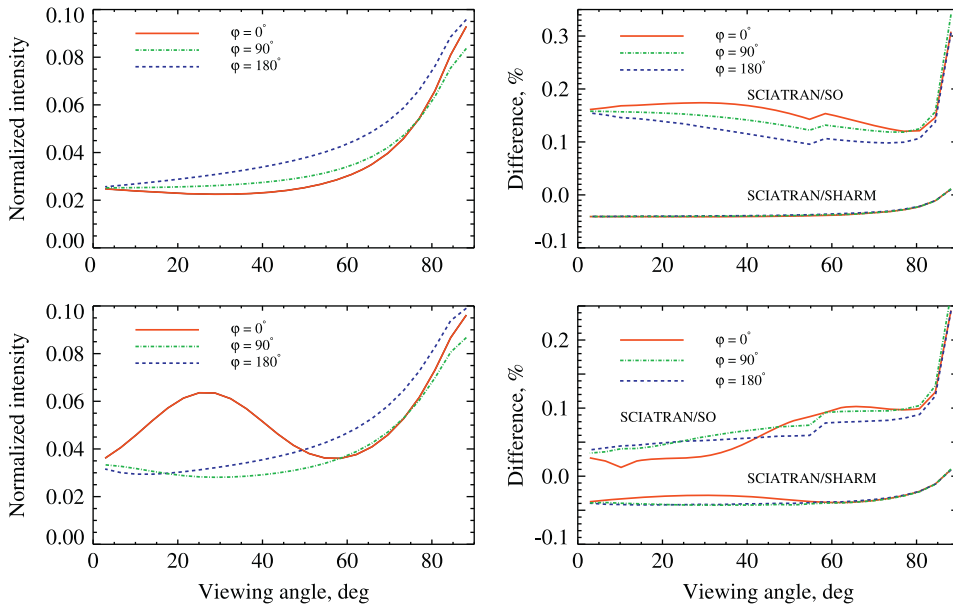 Normalized intensity
0.10
0.08
0.06
0.04
0.02
0.00
φ = 0°
φ = 90°
φ = 180°
0 20 40 60 80
Difference, %
0.3
0.2
0.1
0.0
-0.1
φ = 0°
φ = 90°
φ = 180°
SCIATRAN/SO
SCIATRAN/SHARM
0 20 40 60 80
Normalized intensity
0.10
0.08
0.06
0.04
0.02
0.00
φ = 0°
φ = 90°
φ = 180°
0 20 40 60 80
Viewing angle, deg
Difference, %
0.2
0.1
0.0
-0.1
φ = 0°
φ = 90°
φ = 180°
SCIATRAN/SO
SCIATRAN/SHARM
0 20 40 60 80
Viewing angle, deg